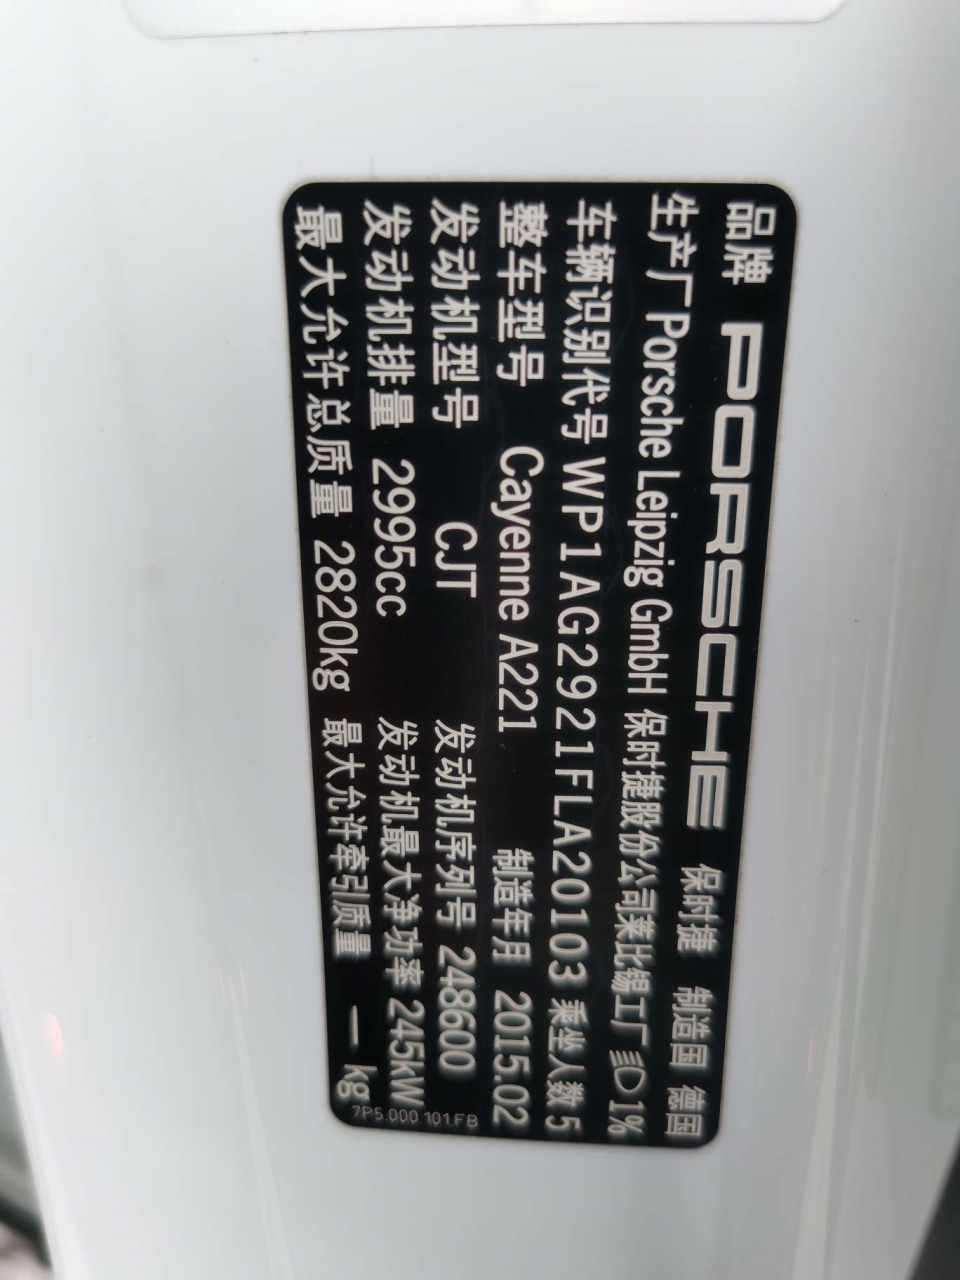 品牌 PORSCHE 保时捷 制造国 德国
生产厂 Porsche Leipzig GmbH 保时捷股份公司莱比锡工厂 1%
车辆识别代号 WP1AG2921FLA20103 乘坐人数 5
整车型号 Cayenne A221 制造年月 2015.02
发动机型号 CJT 发动机序列号 248600
发动机排量 2995cc 发动机最大净功率 245kW
最大允许总质量 2820kg 最大允许牵引质量 — kg
7P5.000.101.FB